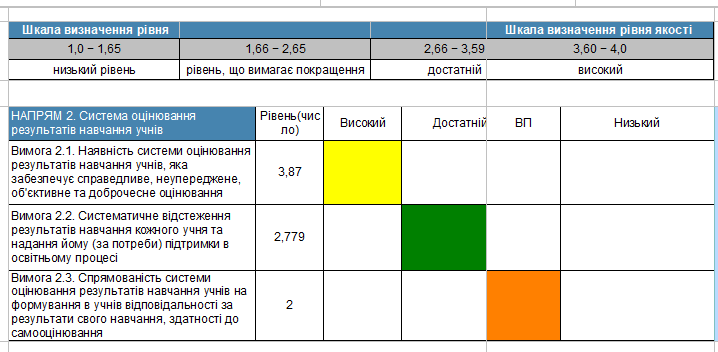 Шкала визначення рівня Шкала визначення рівня якості
1,0 − 1,65 1,66 − 2,65 2,66 − 3,59 3,60 − 4,0
низький рівень рівень, що вимагає покращення достатній високий
НАПРЯМ 2. Система оцінювання
результатів навчання учнів
Рівень(чис
ло)
Високий Достатній ВП Низький
Вимога 2.1. Наявність системи оцінювання
результатів навчання учнів, яка
забезпечує справедливе, неупереджене,
об'єктивне та доброчесне оцінювання
3,87
Вимога 2.2. Систематичне відстеження
результатів навчання кожного учня та
надання йому (за потреби) підтримки в
освітньому процесі
2,779
Вимога 2.3. Спрямованість системи
оцінювання результатів навчання учнів на
формування в учнів відповідальності за
результати свого навчання, здатності до
самооцінювання
2